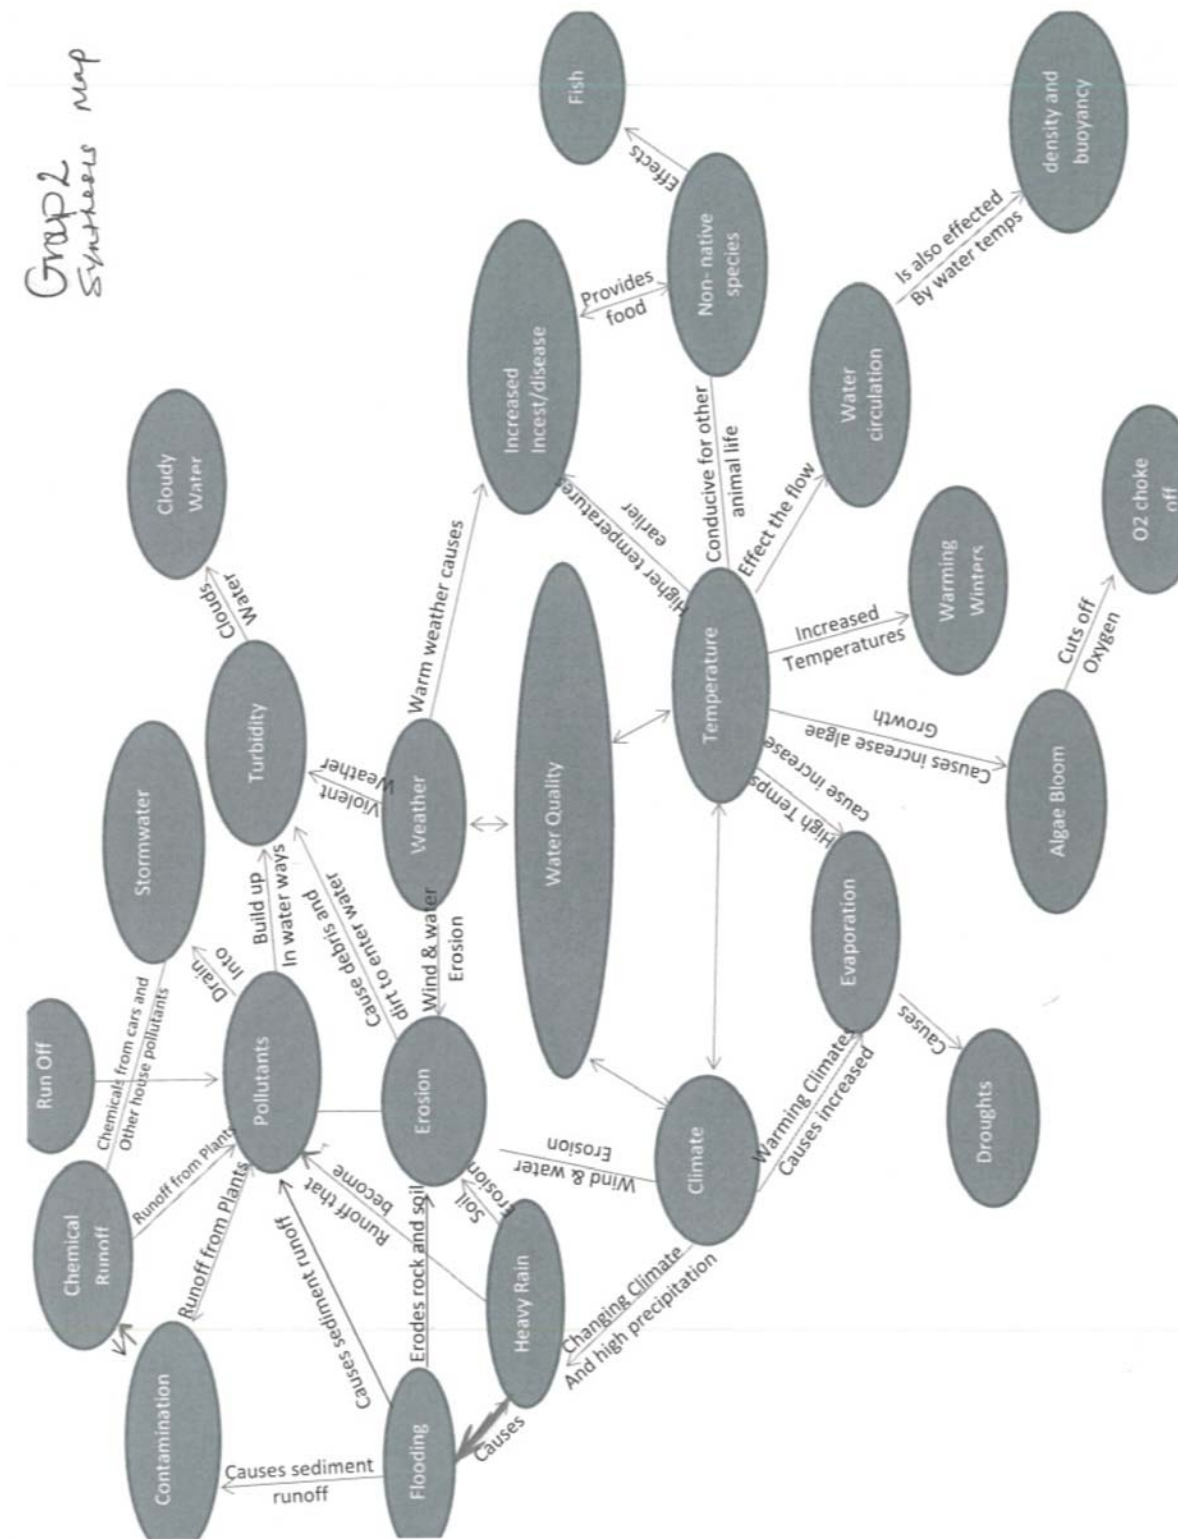 Group 2
Synthesis Map
Run Off
Chemical
Runoff
Contamination
Stormwater
Cloudy
Water
Chemicals from cars and
Other house pollutants
Runoff from Plants
Runoff from Plants
Drain
Into
Pollutants
Build up
In water ways
Turbidity
Clouds
Water
Causes sediment
runoff
Causes sediment runoff
Runoff that
become
Cause debris and
dirt to enter water
Violent
Weather
Flooding
Erodes rock and soil
Erosion
Wind & water
Erosion
Weather
Warm weather causes
Increased
Incest/disease
Fish
Effects
Causes
Heavy Rain
Soil
Erosion
Wind & water
Erosion
Water Quality
Higher temperatures
earlier
Provides
food
Non- native
species
Changing Climate
And high precipitation
Climate
Temperature
Conducive for other
animal life
Warming Climate
Causes increased
High Temps
cause increase
Causes increase algae
Growth
Increased
Temperatures
Effect the flow
Water
circulation
Is also effected
By water temps
density and
buoyancy
Evaporation
Causes
Droughts
Algae Bloom
Cuts off
Oxygen
O2 choke
off
Warming
Winters